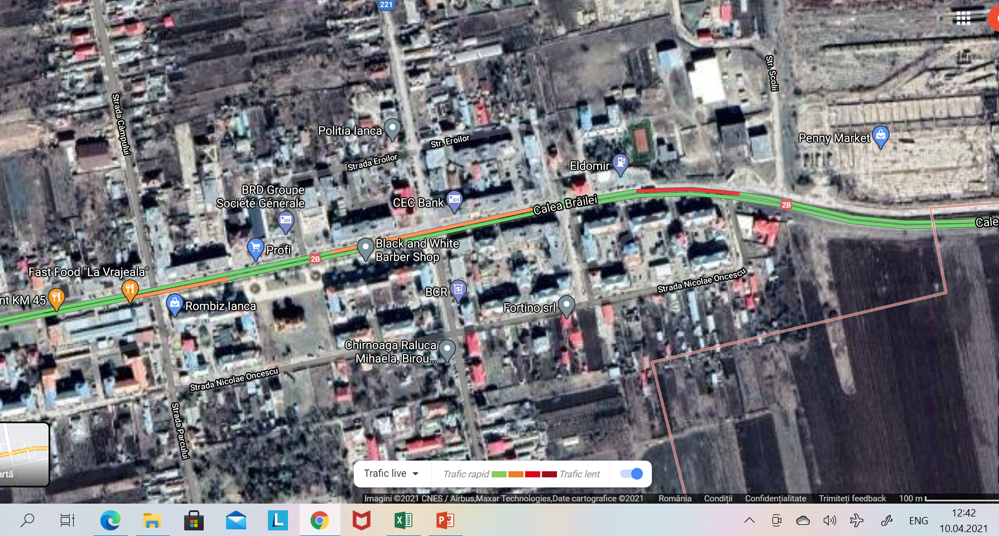 221
Str. Scolii
Strada Câmpului
Politia Ianca
Str. Eroilor
Penny Market
Strada Eroilor
Eldomir
BRD Groupe
Société Générale
CEC Bank
Calea Brăilei
2B
Cale
Profi
2B
Black and White
Barber Shop
Fast Food "La Vrajeala"
nt KM 45
Rombiz Ianca
BCR
Strada Nicolae Oncescu
Fortino srl
Chirnoaga Raluca
Mihaela, Birou...
Strada Nicolae Oncescu
Strada Parcului
artă
Trafic live
Trafic rapid
Trafic lent
Imagini ©2021 CNES / Airbus,Maxar Technologies,Date cartografice ©2021
România
Condiții
Confidențialitate
Trimiteți feedback
100 m
ENG
12:42
10.04.2021